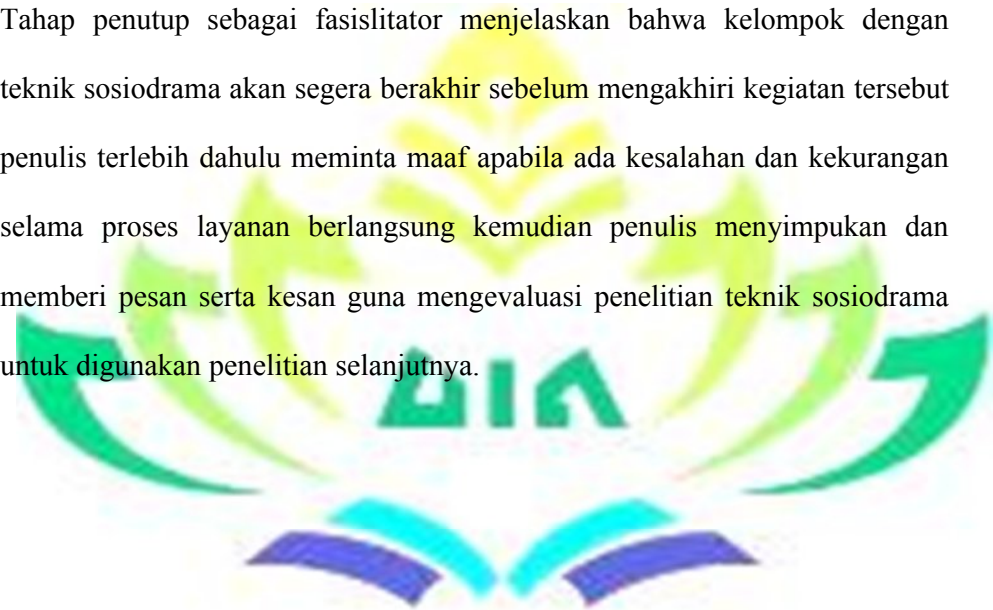 Tahap penutup sebagai fasislitator menjelaskan bahwa kelompok dengan
teknik sosiodrama akan segera berakhir sebelum mengakhiri kegiatan tersebut
penulis terlebih dahulu meminta maaf apabila ada kesalahan dan kekurangan
selama proses layanan berlangsung kemudian penulis menyimpukan dan
memberi pesan serta kesan guna mengevaluasi penelitian teknik sosiodrama
untuk digunakan penelitian selanjutnya.